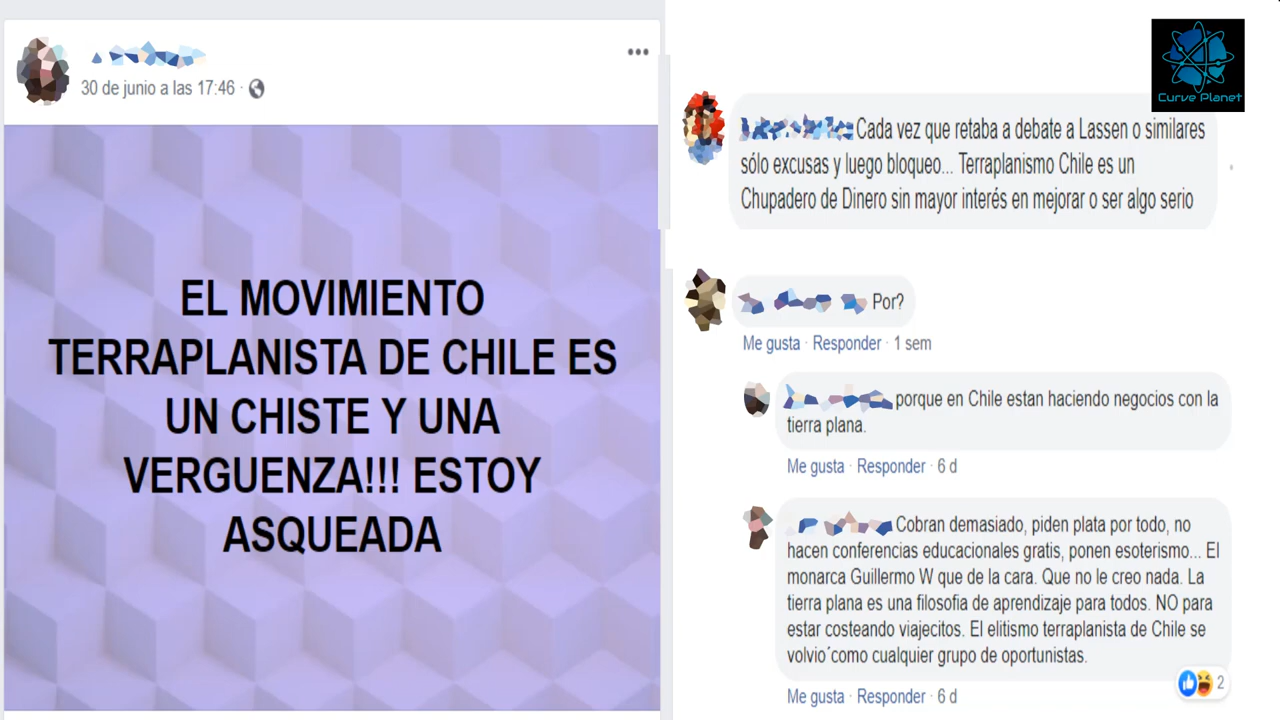 30 de junio a las 17:46 ·
EL MOVIMIENTO
TERRAPLANISTA DE CHILE ES
UN CHISTE Y UNA
VERGUENZA!!! ESTOY
ASQUEADA
Curve Planet
Cada vez que retaba a debate a Lassen o similares
sólo excusas y luego bloqueo... Terraplanismo Chile es un
Chupadero de Dinero sin mayor interés en mejorar o ser algo serio
Por?
Me gusta · Responder · 1 sem
porque en Chile estan haciendo negocios con la
tierra plana.
Me gusta · Responder · 6 d
Cobran demasiado, piden plata por todo, no
hacen conferencias educacionales gratis, ponen esoterismo... El
monarca Guillermo W que de la cara. Que no le creo nada. La
tierra plana es una filosofia de aprendizaje para todos. NO para
estar costeando viajecitos. El elitismo terraplanista de Chile se
volvio´como cualquier grupo de oportunistas.
2
Me gusta · Responder · 6 d